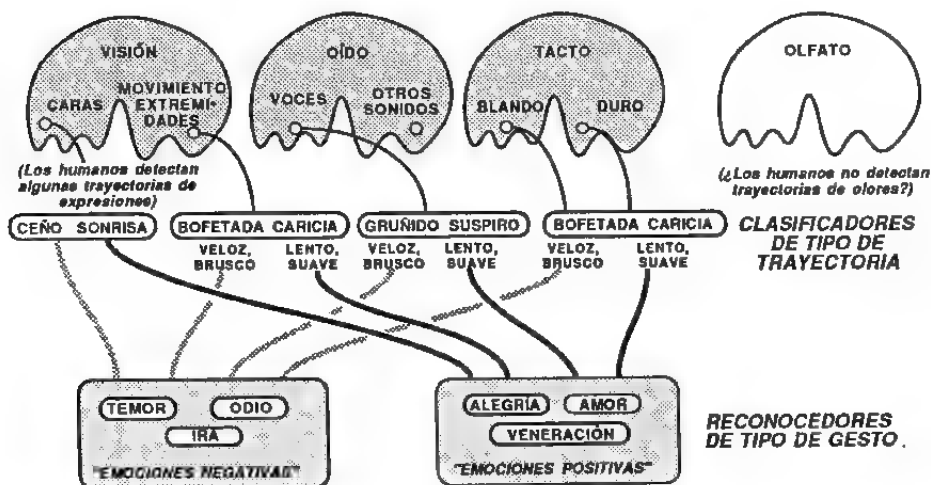 VISIÓN
CARAS
MOVIMIENTO
EXTREMI-
DADES
OÍDO
VOCES
OTROS
SONIDOS
TACTO
BLANDO
DURO
OLFATO
(Los humanos detectan
algunas trayectorias de
expresiones)
(¿Los humanos no detectan
trayectorias de olores?)
CEÑO SONRISA
BOFETADA CARICIA
GRUÑIDO SUSPIRO
BOFETADA CARICIA
VELOZ,
BRUSCO
LENTO,
SUAVE
VELOZ,
BRUSCO
LENTO,
SUAVE
VELOZ,
BRUSCO
LENTO,
SUAVE
CLASIFICADORES
DE TIPO DE
TRAYECTORIA
TEMOR
ODIO
IRA
"EMOCIONES NEGATIVAS"
ALEGRÍA
AMOR
VENERACIÓN
"EMOCIONES POSITIVAS"
RECONOCEDORES
DE TIPO DE GESTO.